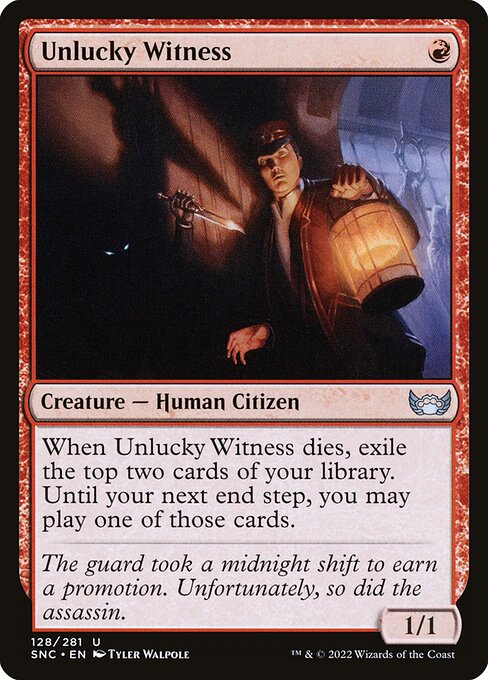 Unlucky Witness
Creature — Human Citizen
When Unlucky Witness dies, exile
the top two cards of your library.
Until your next end step, you may
play one of those cards.
The guard took a midnight shift to earn
a promotion. Unfortunately, so did the
assassin.
1/1
128/281 U
SNC • EN Tyler Walpole
™ & © 2022 Wizards of the Coast